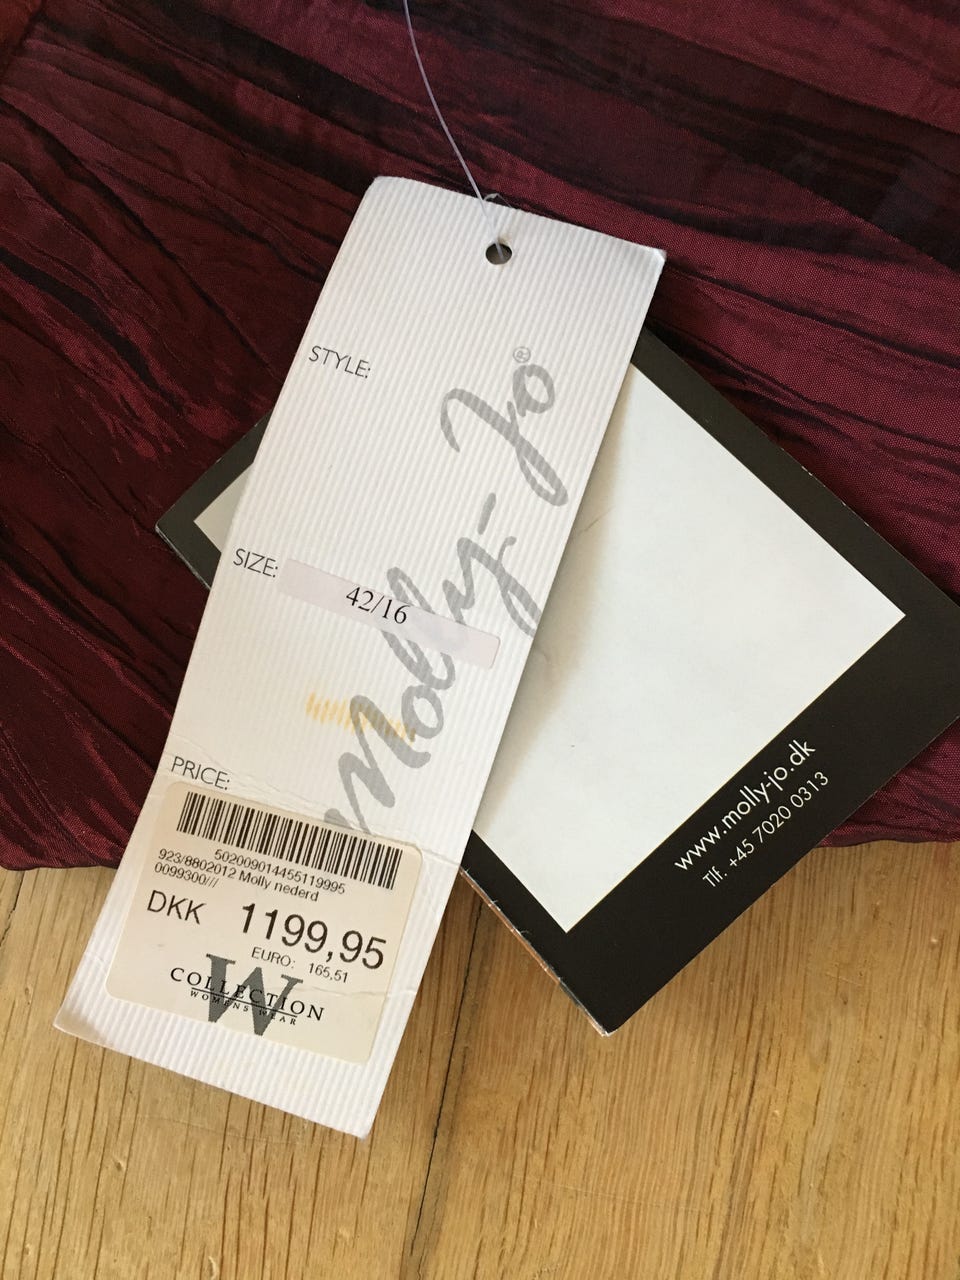 STYLE:
Molly-Jo®
SIZE:
42/16
PRICE:
502009014455119995
923/8802012 Molly nederd
0099300///
DKK 1199,95
EURO: 165,51
W
COLLECTION
WOMENS WEAR
www.molly-jo.dk
Tlf. +45 7020 0313